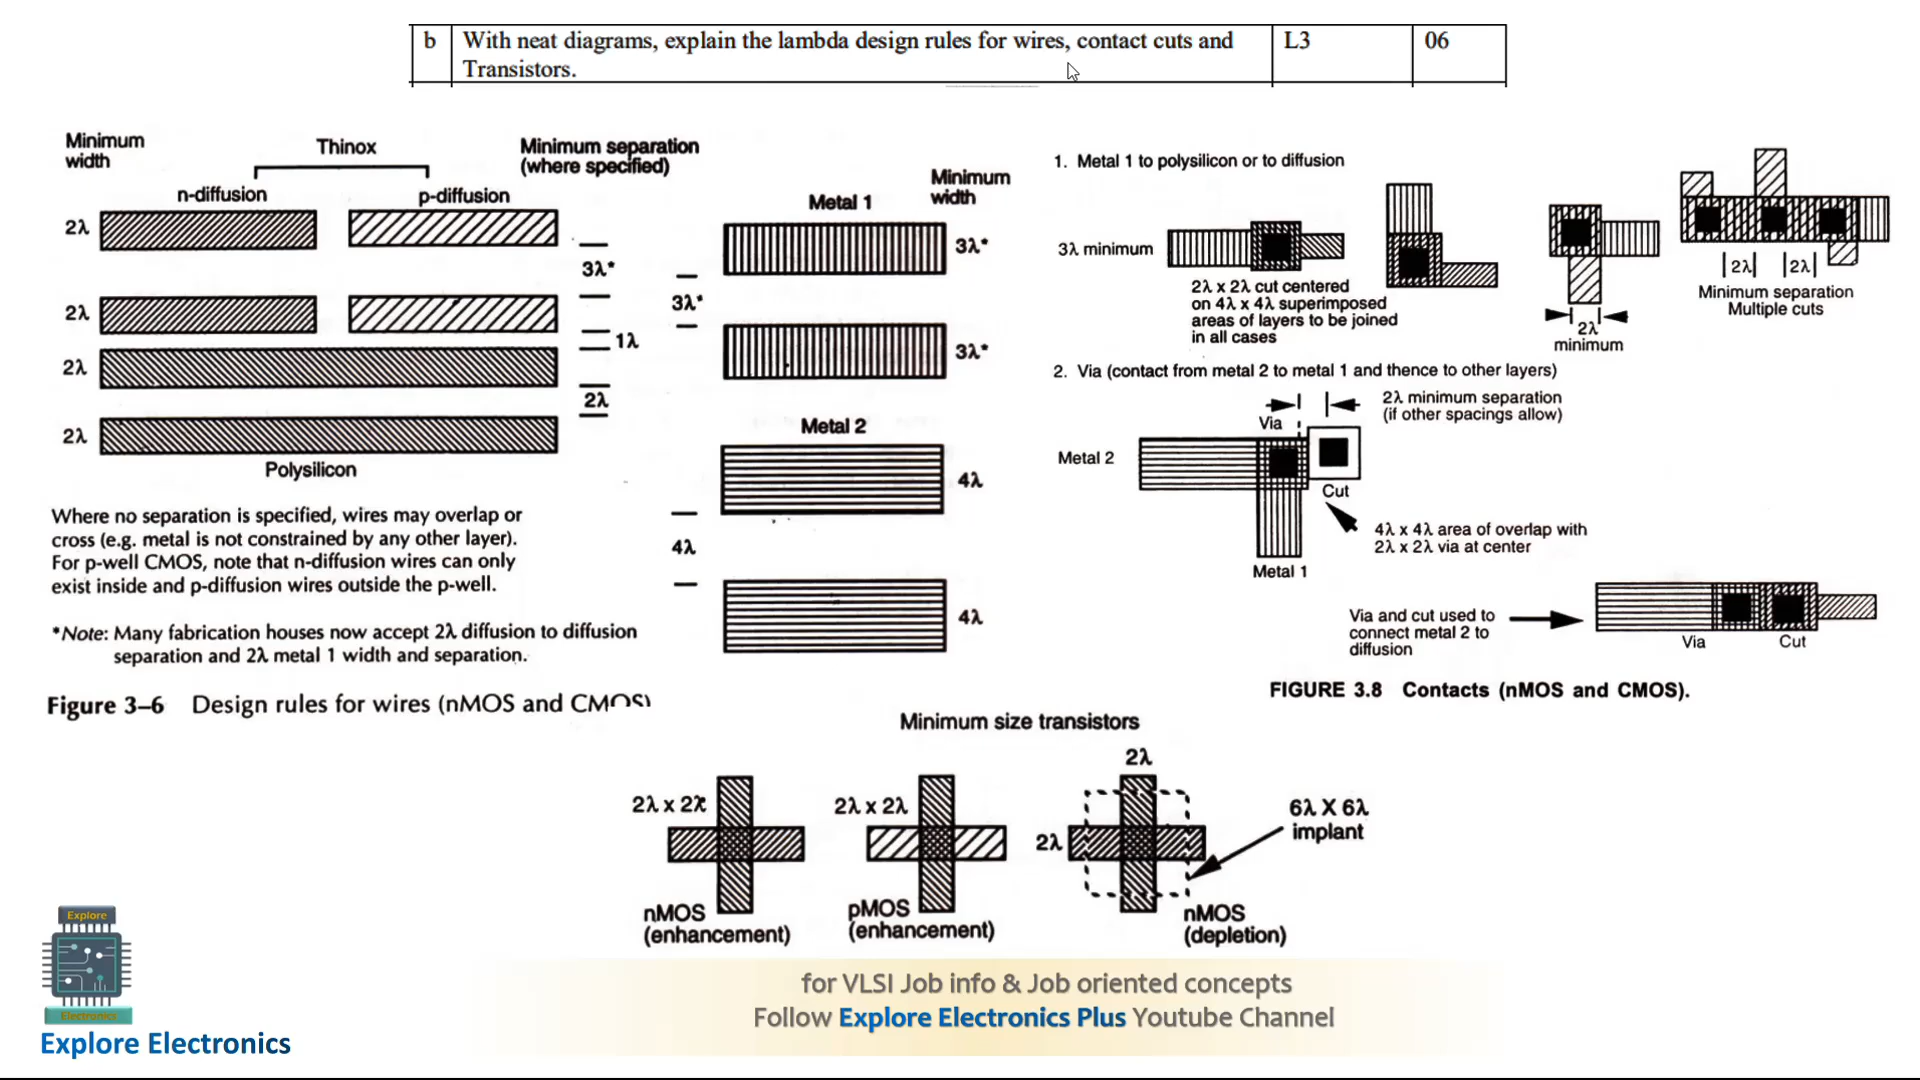 b
With neat diagrams, explain the lambda design rules for wires, contact cuts and
Transistors.
L3
06
Minimum
width
Thinox
n-diffusion
p-diffusion
Minimum separation
(where specified)
2λ
3λ*
2λ
1λ
2λ
2λ
2λ
Polysilicon
Where no separation is specified, wires may overlap or
cross (e.g. metal is not constrained by any other layer).
For p-well CMOS, note that n-diffusion wires can only
exist inside and p-diffusion wires outside the p-well.
*Note: Many fabrication houses now accept 2λ diffusion to diffusion
separation and 2λ metal 1 width and separation.
Figure 3–6 Design rules for wires (nMOS and CMOS)
Metal 1
Minimum
width
3λ*
3λ*
3λ*
Metal 2
4λ
4λ
4λ
1. Metal 1 to polysilicon or to diffusion
3λ minimum
2λ x 2λ cut centered
on 4λ x 4λ superimposed
areas of layers to be joined
in all cases
2λ
minimum
2λ
2λ
Minimum separation
Multiple cuts
2. Via (contact from metal 2 to metal 1 and thence to other layers)
2λ minimum separation
(if other spacings allow)
Via
Metal 2
Cut
4λ x 4λ area of overlap with
2λ x 2λ via at center
Metal 1
Via and cut used to
connect metal 2 to
diffusion
Via
Cut
FIGURE 3.8 Contacts (nMOS and CMOS).
Minimum size transistors
2λ x 2λ
nMOS
(enhancement)
2λ x 2λ
pMOS
(enhancement)
2λ
2λ
6λ X 6λ
implant
nMOS
(depletion)
Explore
Electronics
Explore Electronics
for VLSI Job info & Job oriented concepts
Follow Explore Electronics Plus Youtube Channel